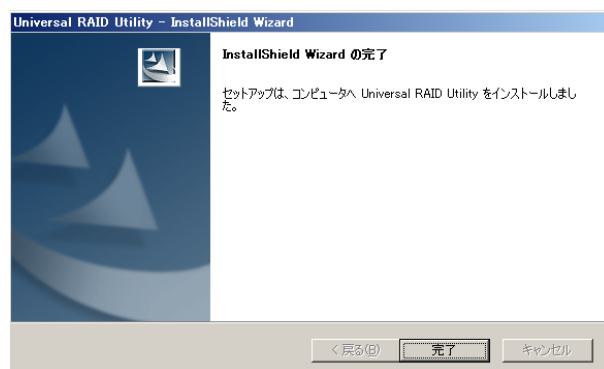 Universal RAID Utility - InstallShield Wizard
InstallShield Wizard の完了
セットアップは、コンピュータへ Universal RAID Utility をインストールしまし
た。
< 戻る(B)
完了
キャンセル